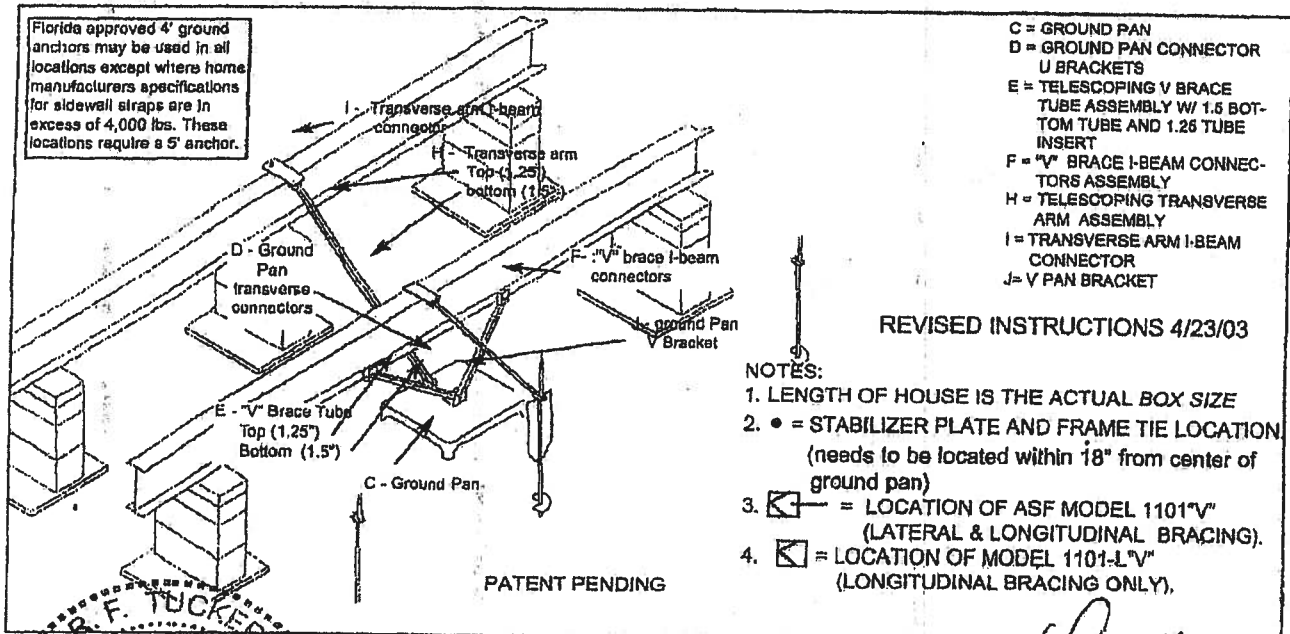 Florida approved 4' ground
anchors may be used in all
locations except where home
manufacturers specifications
for sidewall straps are in
excess of 4,000 lbs. These
locations require a 5' anchor.
I - Transverse arm I-beam
connector
H - Transverse arm
Top (1.25")
bottom (1.5")
D - Ground
Pan
transverse
connectors
F- :"V" brace I-beam
connectors
ground Pan
V Bracket
E - "V" Brace Tube
Top (1.25")
Bottom (1.5")
C - Ground Pan
PATENT PENDING
C = GROUND PAN
D = GROUND PAN CONNECTOR
U BRACKETS
E = TELESCOPING V BRACE
TUBE ASSEMBLY W/ 1.5 BOT-
TOM TUBE AND 1.25 TUBE
INSERT
F = "V" BRACE I-BEAM CONNEC-
TORS ASSEMBLY
H = TELESCOPING TRANSVERSE
ARM ASSEMBLY
I = TRANSVERSE ARM I-BEAM
CONNECTOR
J= V PAN BRACKET
REVISED INSTRUCTIONS 4/23/03
NOTES:
1. LENGTH OF HOUSE IS THE ACTUAL BOX SIZE
2. • = STABILIZER PLATE AND FRAME TIE LOCATION
(needs to be located within 18" from center of
ground pan)
3. = LOCATION OF ASF MODEL 1101"V"
(LATERAL & LONGITUDINAL BRACING).
4. = LOCATION OF MODEL 1101-L"V"
(LONGITUDINAL BRACING ONLY),
F. TUCKE